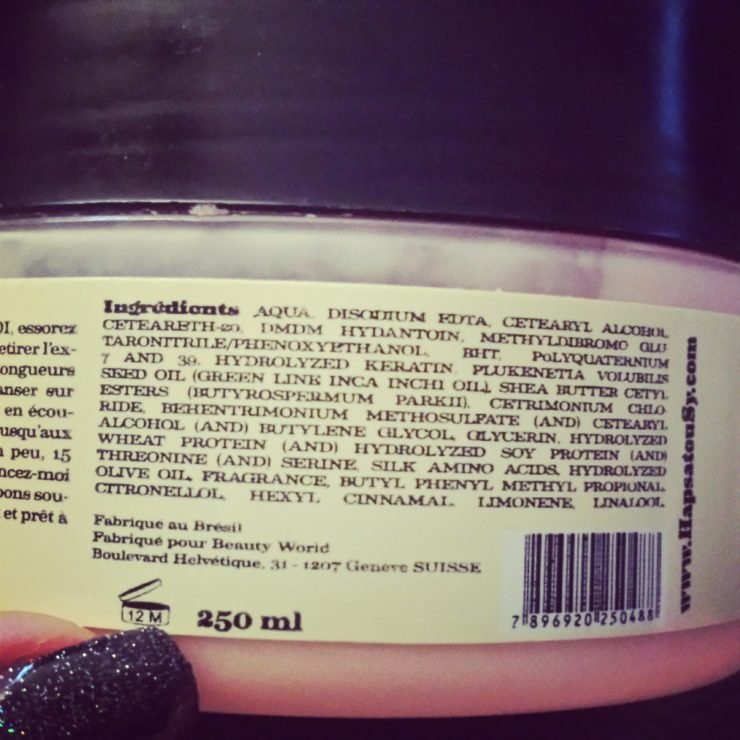 Ingrédients AQUA, DISODIUM EDTA, CETEARYL ALCOHOL
CETEARETH-20, DMDM HYDANTOIN, METHYLDIBROMO GLU
TARONITRILE/PHENOXYETHANOL, BHT, POLYQUATERNIUM
7 AND 39, HYDROLYZED KERATIN, PLUKENETIA VOLUBILIS
SEED OIL (GREEN LINE INCA INCHI OIL), SHEA BUTTER CETYL
ESTERS (BUTYROSPERMUM PARKII), CETRIMONIUM CHLO-
RIDE, BEHENTRIMONIUM METHOSULFATE (AND) CETEARYL
ALCOHOL (AND) BUTYLENE GLYCOL, GLYCERIN, HYDROLYZED
WHEAT PROTEIN (AND) HYDROLYZED SOY PROTEIN (AND)
THREONINE (AND) SERINE, SILK AMINO ACIDS, HYDROLYZED
OLIVE OIL, FRAGRANCE, BUTYL PHENYL METHYL PROPIONAL,
CITRONELLOL, HEXYL CINNAMAL, LIMONENE, LINALOOL
Fabrique au Brésil
Fabriqué pour Beauty World
Boulevard Helvétique, 31 - 1207 Geneve SUISSE
12 M
250 ml
7 896920 250488
www.HapsatouSy.com
OI, essorez
etirer l'ex-
ongueurs
anser sur
en écou-
usqu'aux
peu, 15
ncez-moi
bons sou-
et prêt à